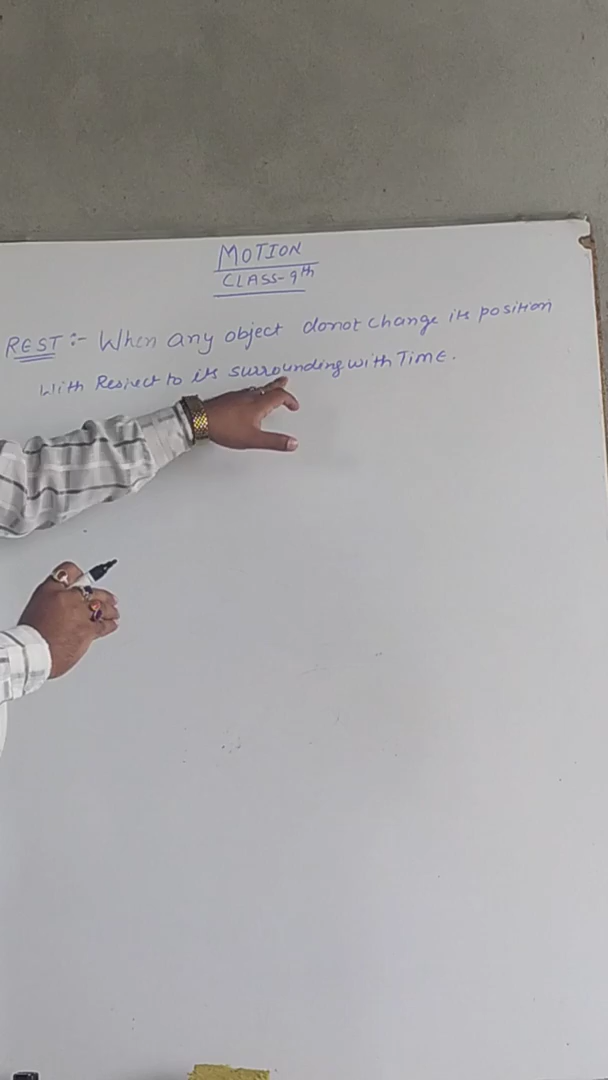 MOTION
CLASS-9th
REST :- When any object donot change its position
With Respect to its surrounding with Time.